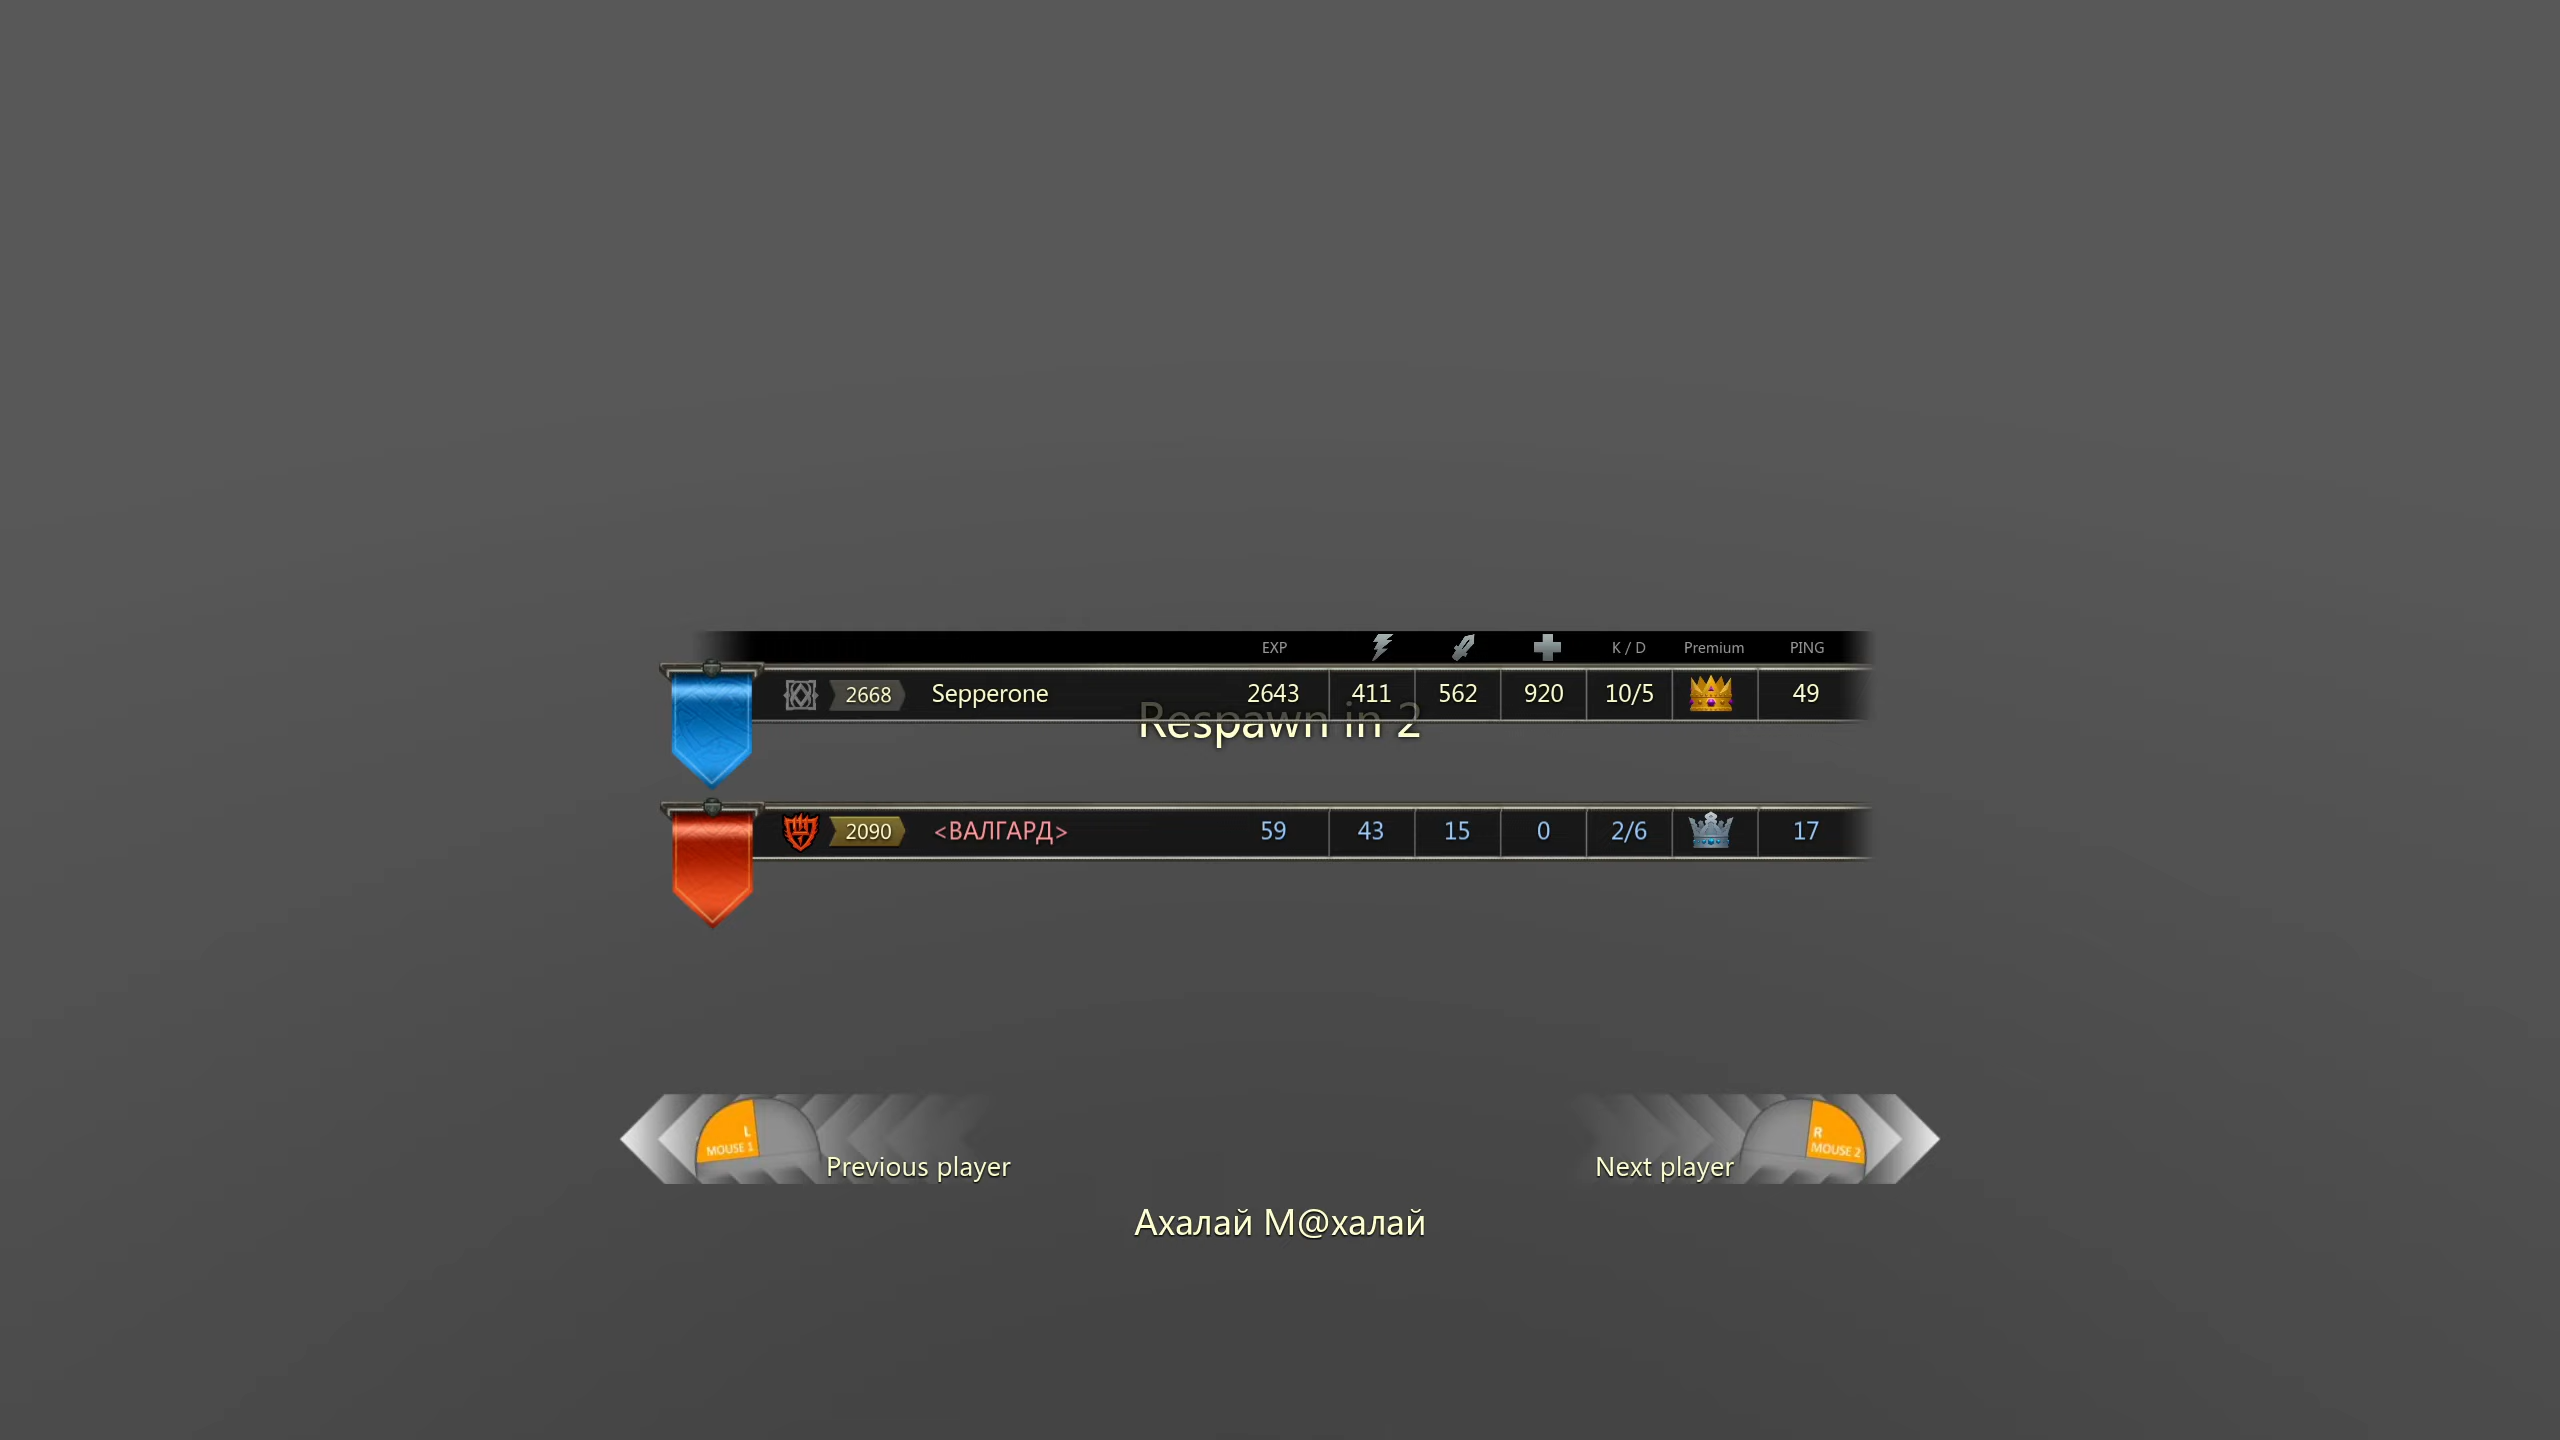 EXP K / D Premium PING
2668 Sepperone 2643 411 562 920 10/5 49
Respawn in 2
2090 <ВАЛГАРД> 59 43 15 0 2/6 17
L
MOUSE 1
Previous player
R
MOUSE 2
Next player
Ахалай М@халай